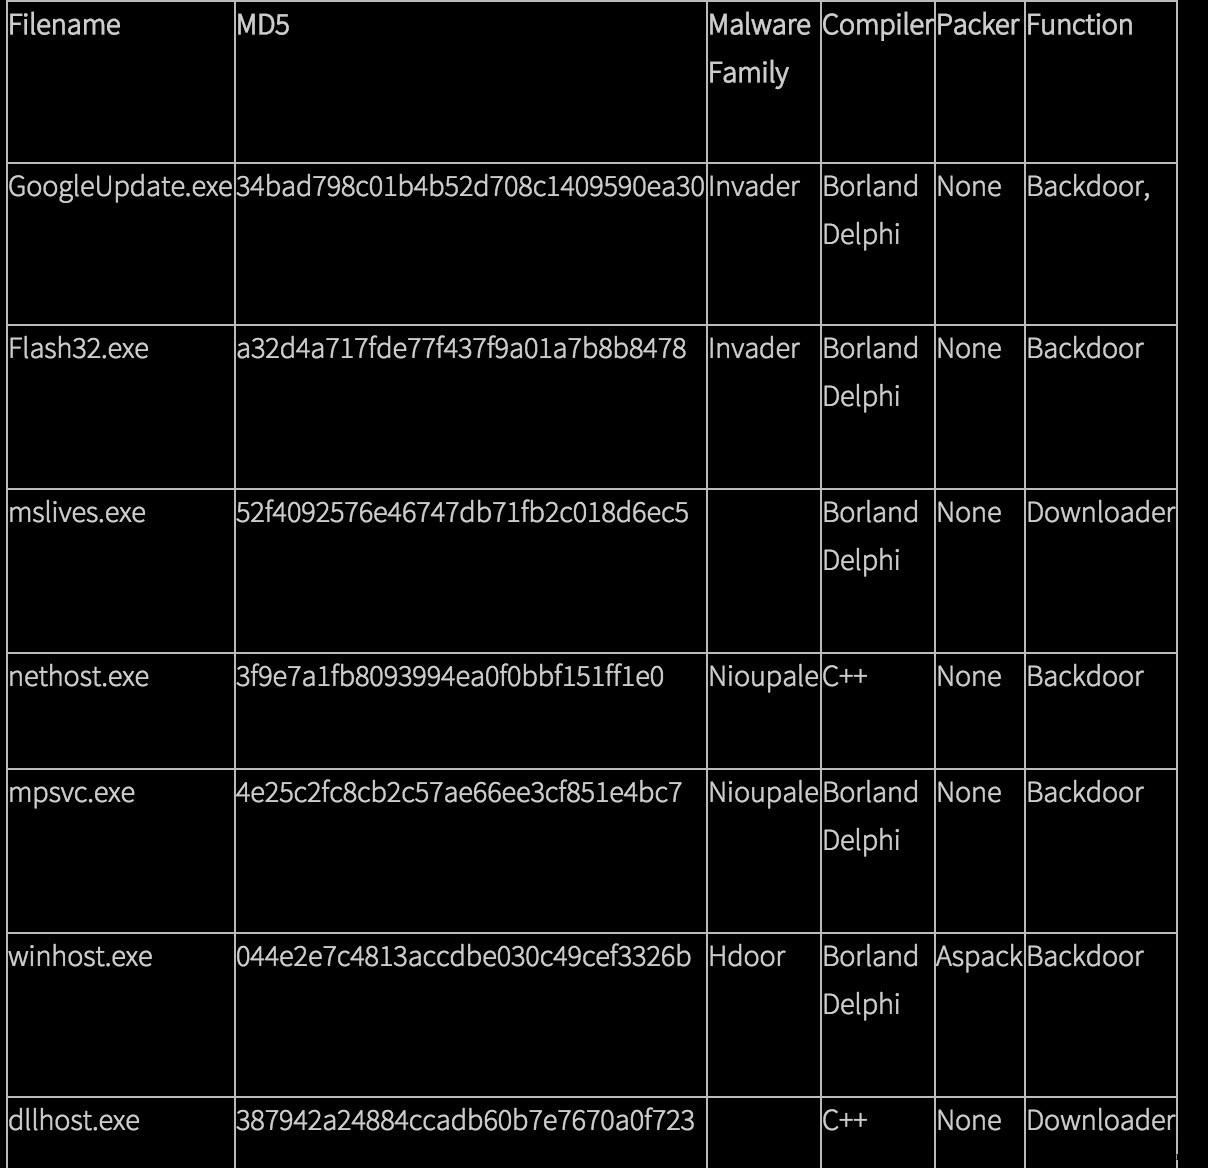 Filename MD5 Malware Compiler Packer Function
Family
GoogleUpdate.exe 34bad798c01b4b52d708c1409590ea30 Invader Borland None Backdoor,
Delphi
Flash32.exe a32d4a717fde77f437f9a01a7b8b8478 Invader Borland None Backdoor
Delphi
mslives.exe 52f4092576e46747db71fb2c018d6ec5 Borland None Downloader
Delphi
nethost.exe 3f9e7a1fb8093994ea0f0bbf151ff1e0 Nioupale C++ None Backdoor
mpsvc.exe 4e25c2fc8cb2c57ae66ee3cf851e4bc7 Nioupale Borland None Backdoor
Delphi
winhost.exe 044e2e7c4813accdbe030c49cef3326b Hdoor Borland Aspack Backdoor
Delphi
dllhost.exe 387942a24884ccadb60b7e7670a0f723 C++ None Downloader